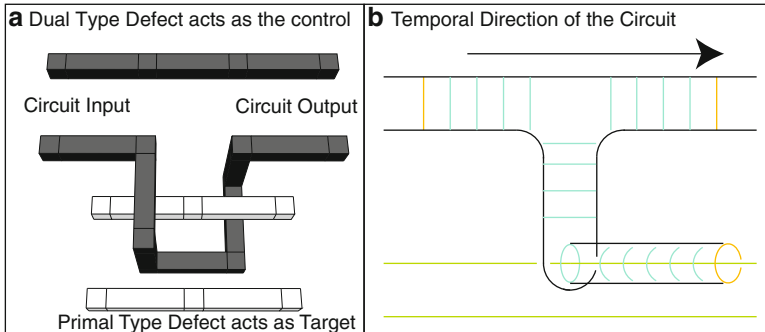 a Dual Type Defect acts as the control
Circuit Input
Circuit Output
Primal Type Defect acts as Target
b Temporal Direction of the Circuit